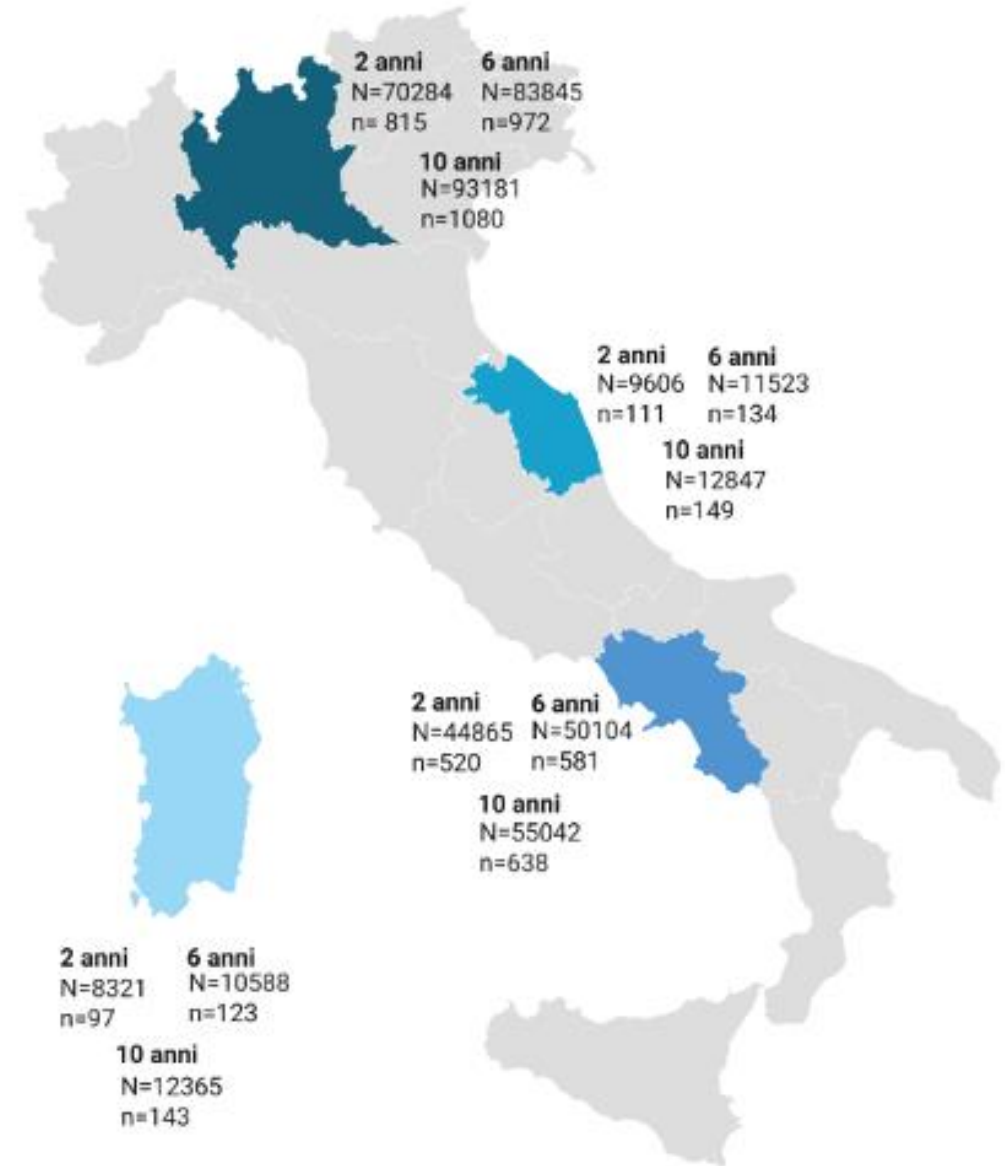 2 anni 6 anni
N=70284 N=83845
n= 815 n=972
10 anni
N=93181
n=1080
2 anni 6 anni
N=9606 N=11523
n=111 n=134
10 anni
N=12847
n=149
2 anni 6 anni
N=44865 N=50104
n=520 n=581
10 anni
N=55042
n=638
2 anni 6 anni
N=8321 N=10588
n=97 n=123
10 anni
N=12365
n=143